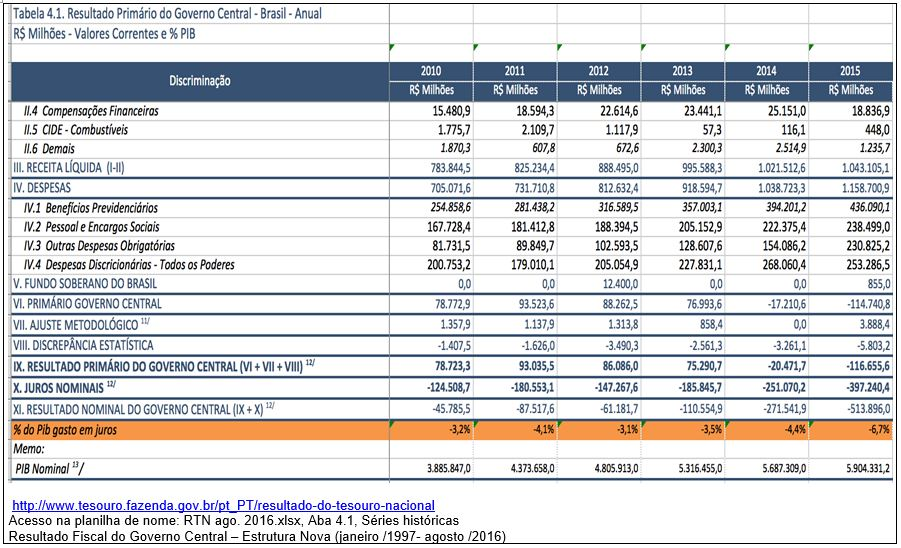 Tabela 4.1. Resultado Primário do Governo Central - Brasil - Anual
R$ Milhões - Valores Correntes e % PIB
Discriminação 2010 2011 2012 2013 2014 2015
R$ Milhões R$ Milhões R$ Milhões R$ Milhões R$ Milhões R$ Milhões
II.4 Compensações Financeiras 15.480,9 18.594,3 22.614,6 23.441,1 25.151,0 18.836,9
II.5 CIDE - Combustíveis 1.775,7 2.109,7 1.117,9 57,3 116,1 448,0
II.6 Demais 1.870,3 607,8 672,6 2.300,3 2.514,9 1.235,7
III. RECEITA LÍQUIDA (I-II) 783.844,5 825.234,4 888.495,0 995.588,3 1.021.512,6 1.043.105,1
IV. DESPESAS 705.071,6 731.710,8 812.632,4 918.594,7 1.038.723,3 1.158.700,9
IV.1 Benefícios Previdenciários 254.858,6 281.438,2 316.589,5 357.003,1 394.201,2 436.090,1
IV.2 Pessoal e Encargos Sociais 167.728,4 181.412,8 188.394,5 205.152,9 222.375,4 238.499,0
IV.3 Outras Despesas Obrigatórias 81.731,5 89.849,7 102.593,5 128.607,6 154.086,2 230.825,2
IV.4 Despesas Discricionárias - Todos os Poderes 200.753,2 179.010,1 205.054,9 227.831,1 268.060,4 253.286,5
V. FUNDO SOBERANO DO BRASIL 0,0 0,0 12.400,0 0,0 0,0 855,0
VI. PRIMÁRIO GOVERNO CENTRAL 78.772,9 93.523,6 88.262,5 76.993,6 -17.210,6 -114.740,8
VII. AJUSTE METODOLÓGICO 11/ 1.357,9 1.137,9 1.313,8 858,4 0,0 3.888,4
VIII. DISCREPÂNCIA ESTATÍSTICA -1.407,5 -1.626,0 -3.490,3 -2.561,3 -3.261,1 -5.803,2
IX. RESULTADO PRIMÁRIO DO GOVERNO CENTRAL (VI + VII + VIII) 12/ 78.723,3 93.035,5 86.086,0 75.290,7 -20.471,7 -116.655,6
X. JUROS NOMINAIS 12/ -124.508,7 -180.553,1 -147.267,6 -185.845,7 -251.070,2 -397.240,4
XI. RESULTADO NOMINAL DO GOVERNO CENTRAL (IX + X) 12/ -45.785,5 -87.517,6 -61.181,7 -110.554,9 -271.541,9 -513.896,0
% do Pib gasto em juros -3,2% -4,1% -3,1% -3,5% -4,4% -6,7%
Memo:
PIB Nominal 13/ 3.885.847,0 4.373.658,0 4.805.913,0 5.316.455,0 5.687.309,0 5.904.331,2
http://www.tesouro.fazenda.gov.br/pt_PT/resultado-do-tesouro-nacional
Acesso na planilha de nome: RTN ago. 2016.xlsx, Aba 4.1, Séries históricas
Resultado Fiscal do Governo Central – Estrutura Nova (janeiro /1997- agosto /2016)